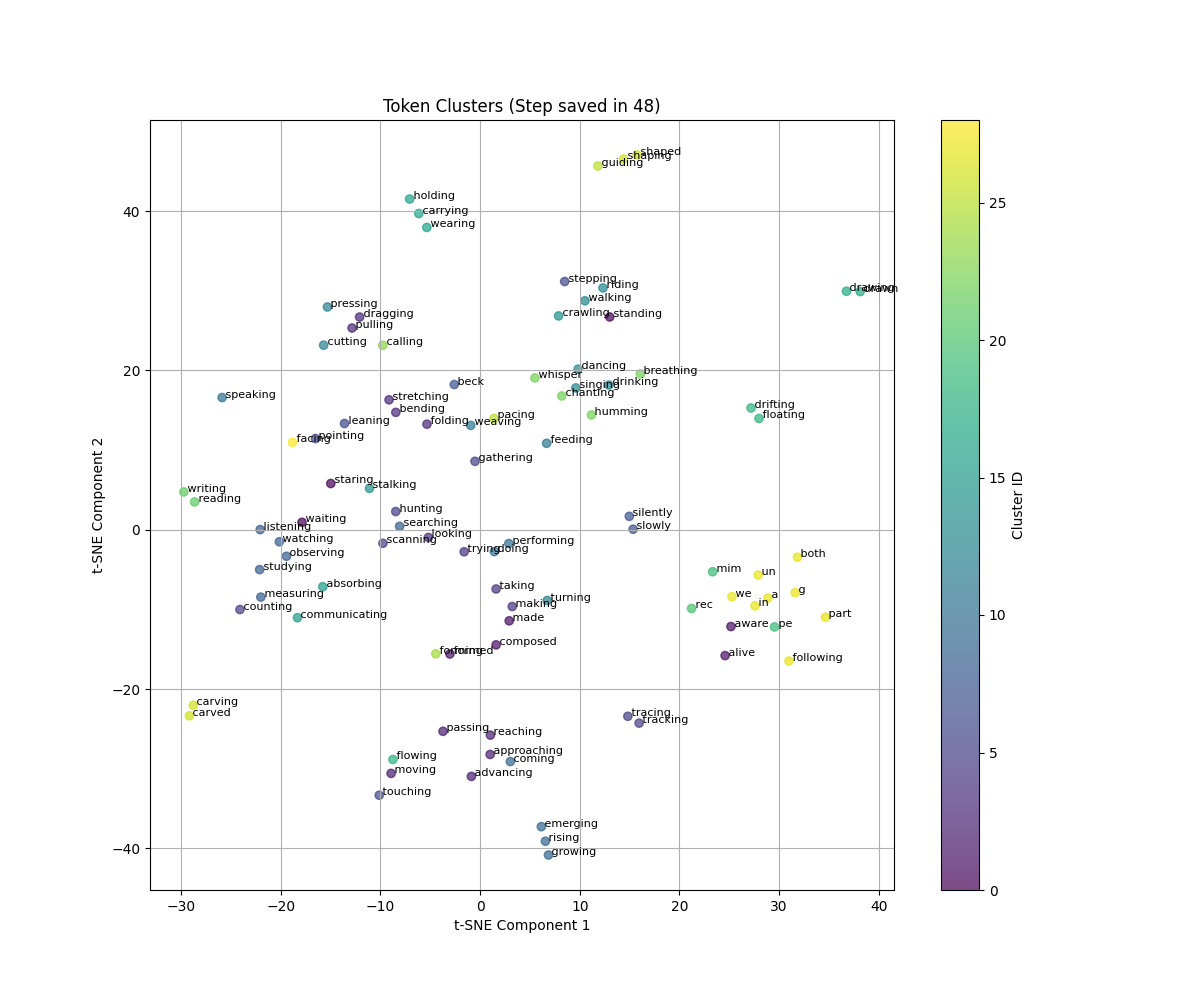 Token Clusters (Step saved in 48)
shaped
shaping
guiding
holding
carrying
wearing
stepping
riding
drawing
drawn
walking
pressing
dragging
crawling
standing
pulling
cutting
calling
dancing
breathing
whisper
beck
singing
drinking
speaking
stretching
chanting
drifting
bending
pacing
humming
floating
leaning
folding
weaving
facing
pointing
feeding
gathering
staring
stalking
writing
reading
hunting
silently
waiting
listening
searching
slowly
looking
watching
scanning
performing
trying
doing
observing
both
studying
mim
un
absorbing
taking
measuring
turning
we
a
g
counting
making
rec
in
communicating
made
part
aware
pe
composed
forming
formed
alive
following
carving
carved
tracing
tracking
passing
reaching
approaching
flowing
coming
moving
advancing
touching
emerging
rising
growing
40
20
0
−20
−40
−30
−20
−10
0
10
20
30
40
t-SNE Component 1
t-SNE Component 2
25
20
15
10
5
0
Cluster ID